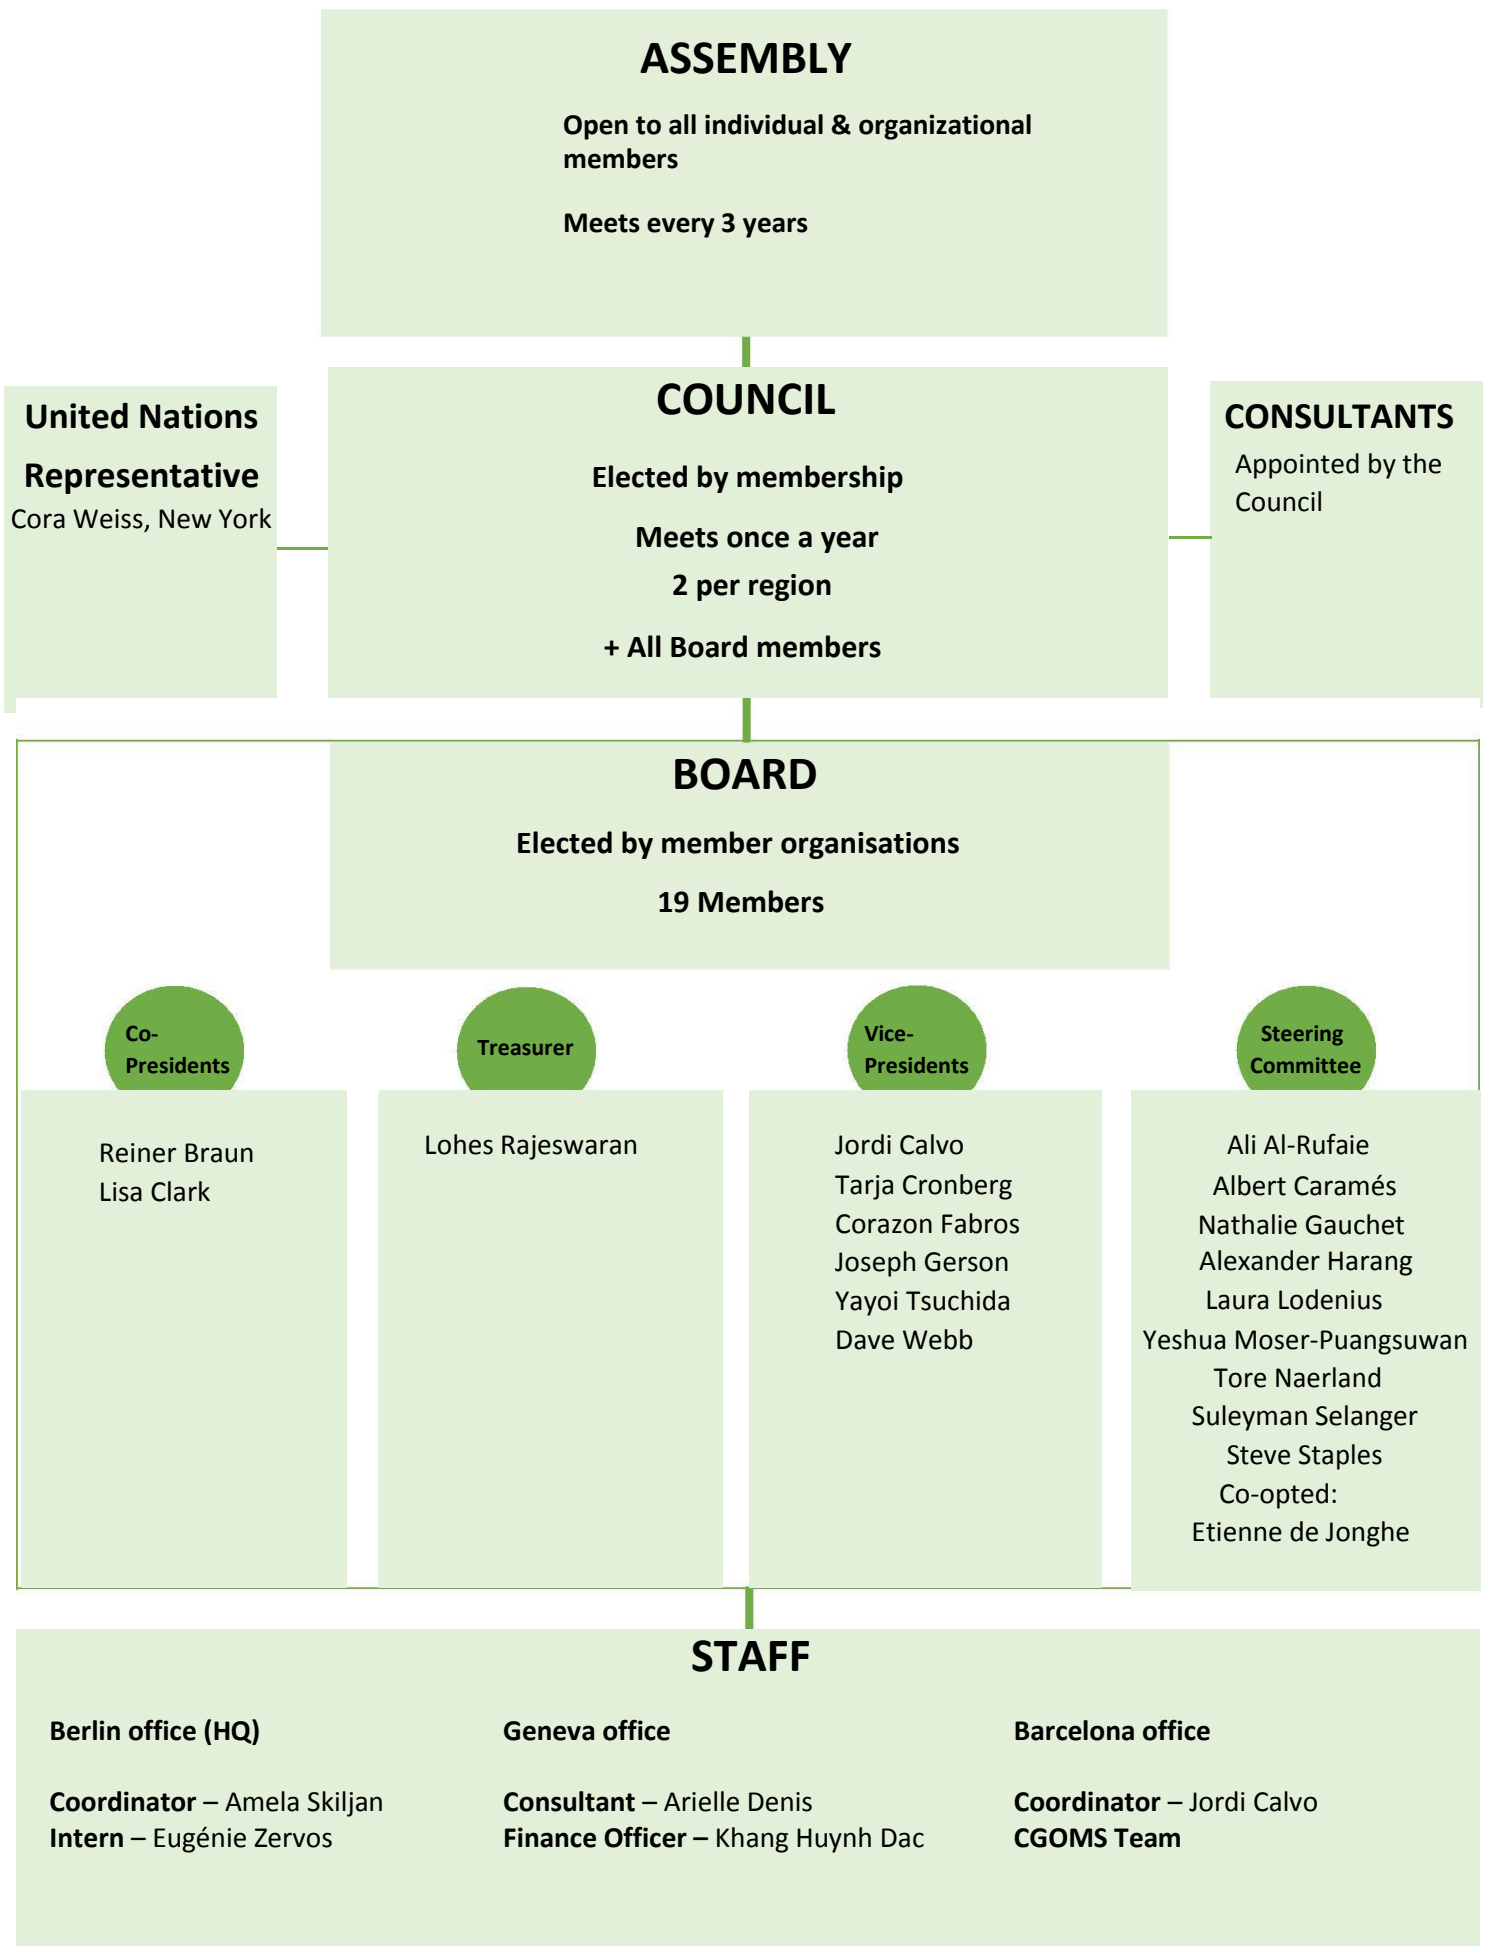 ASSEMBLY
Open to all individual & organizational
members
Meets every 3 years
United Nations
Representative
Cora Weiss, New York
COUNCIL
Elected by membership
Meets once a year
2 per region
+ All Board members
CONSULTANTS
Appointed by the
Council
BOARD
Elected by member organisations
19 Members
Co-
Presidents
Reiner Braun
Lisa Clark
Treasurer
Lohes Rajeswaran
Vice-
Presidents
Jordi Calvo
Tarja Cronberg
Corazon Fabros
Joseph Gerson
Yayoi Tsuchida
Dave Webb
Steering
Committee
Ali Al-Rufaie
Albert Caramés
Nathalie Gauchet
Alexander Harang
Laura Lodenius
Yeshua Moser-Puangsuwan
Tore Naerland
Suleyman Selanger
Steve Staples
Co-opted:
Etienne de Jonghe
STAFF
Berlin office (HQ)
Coordinator – Amela Skiljan
Intern – Eugénie Zervos
Geneva office
Consultant – Arielle Denis
Finance Officer – Khang Huynh Dac
Barcelona office
Coordinator – Jordi Calvo
CGOMS Team